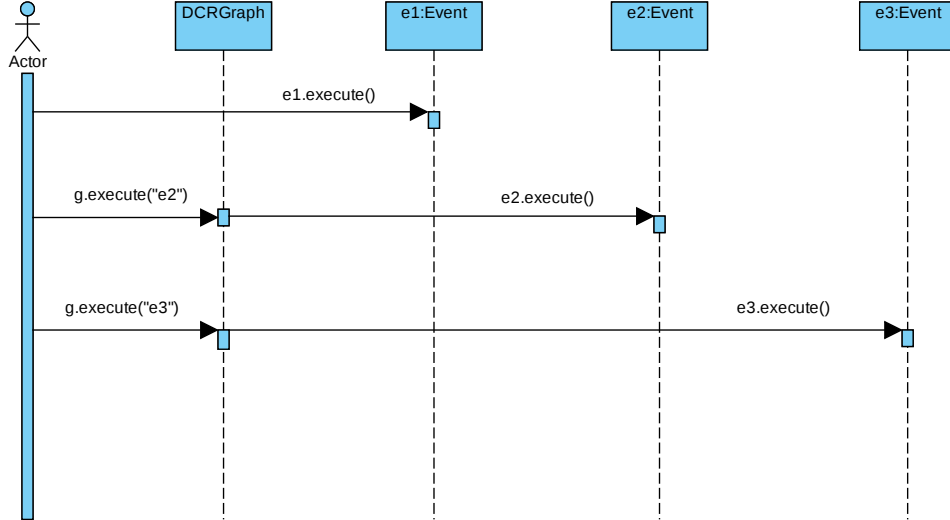 DCRGraph
e1:Event
e2:Event
e3:Event
Actor
e1.execute()
g.execute("e2")
e2.execute()
g.execute("e3")
e3.execute()